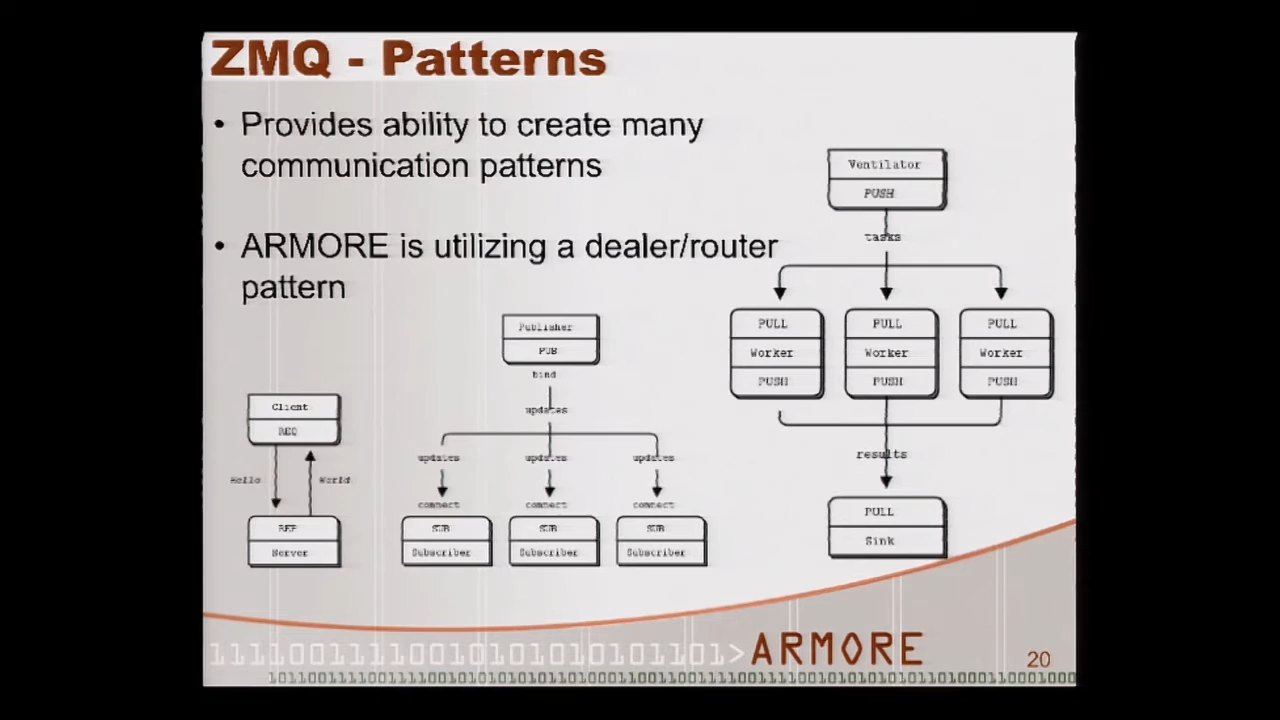 ZMQ - Patterns
• Provides ability to create many
communication patterns
• ARMORE is utilizing a dealer/router
pattern
Client
REQ
Hello
World
REP
Server
Publisher
PUB
bind
updates
updates
updates
updates
connect
connect
connect
SUB
SUB
SUB
Subscriber
Subscriber
Subscriber
Ventilator
PUSH
tasks
PULL
PULL
PULL
Worker
Worker
Worker
PUSH
PUSH
PUSH
results
PULL
Sink
ARMORE
20